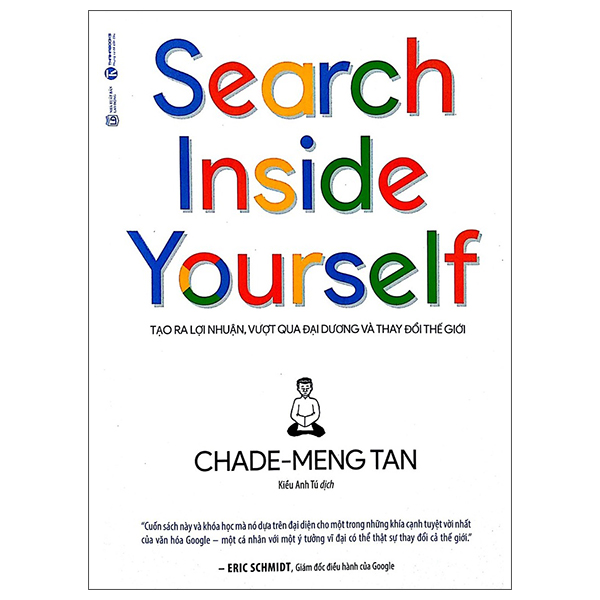 Search
Inside
Yourself
TẠO RA LỢI NHUẬN, VƯỢT QUA ĐẠI DƯƠNG VÀ THAY ĐỔI THẾ GIỚI
CHADE-MENG TAN
Kiều Anh Tú dịch
“Cuốn sách này và khóa học mà nó dựa trên đại diện cho một trong những khía cạnh tuyệt vời nhất
của văn hóa Google – một cá nhân với một ý tưởng vĩ đại có thể thật sự thay đổi cả thế giới.”
– ERIC SCHMIDT, Giám đốc điều hành của Google